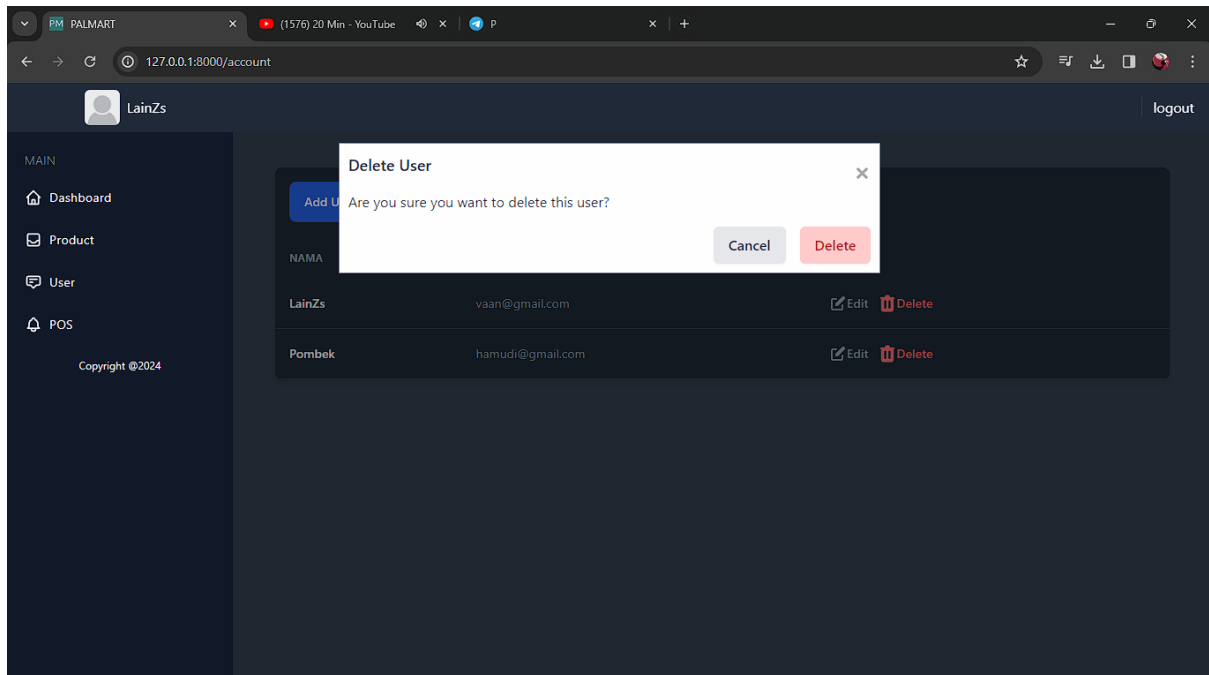 PM PALMART
(1576) 20 Min - YouTube
P
127.0.0.1:8000/account
LainZs
logout
MAIN
Dashboard
Product
User
POS
Copyright @2024
Delete User
Are you sure you want to delete this user?
Cancel
Delete
Add U
NAMA
LainZs vaan@gmail.com Edit Delete
Pombek hamudi@gmail.com Edit Delete